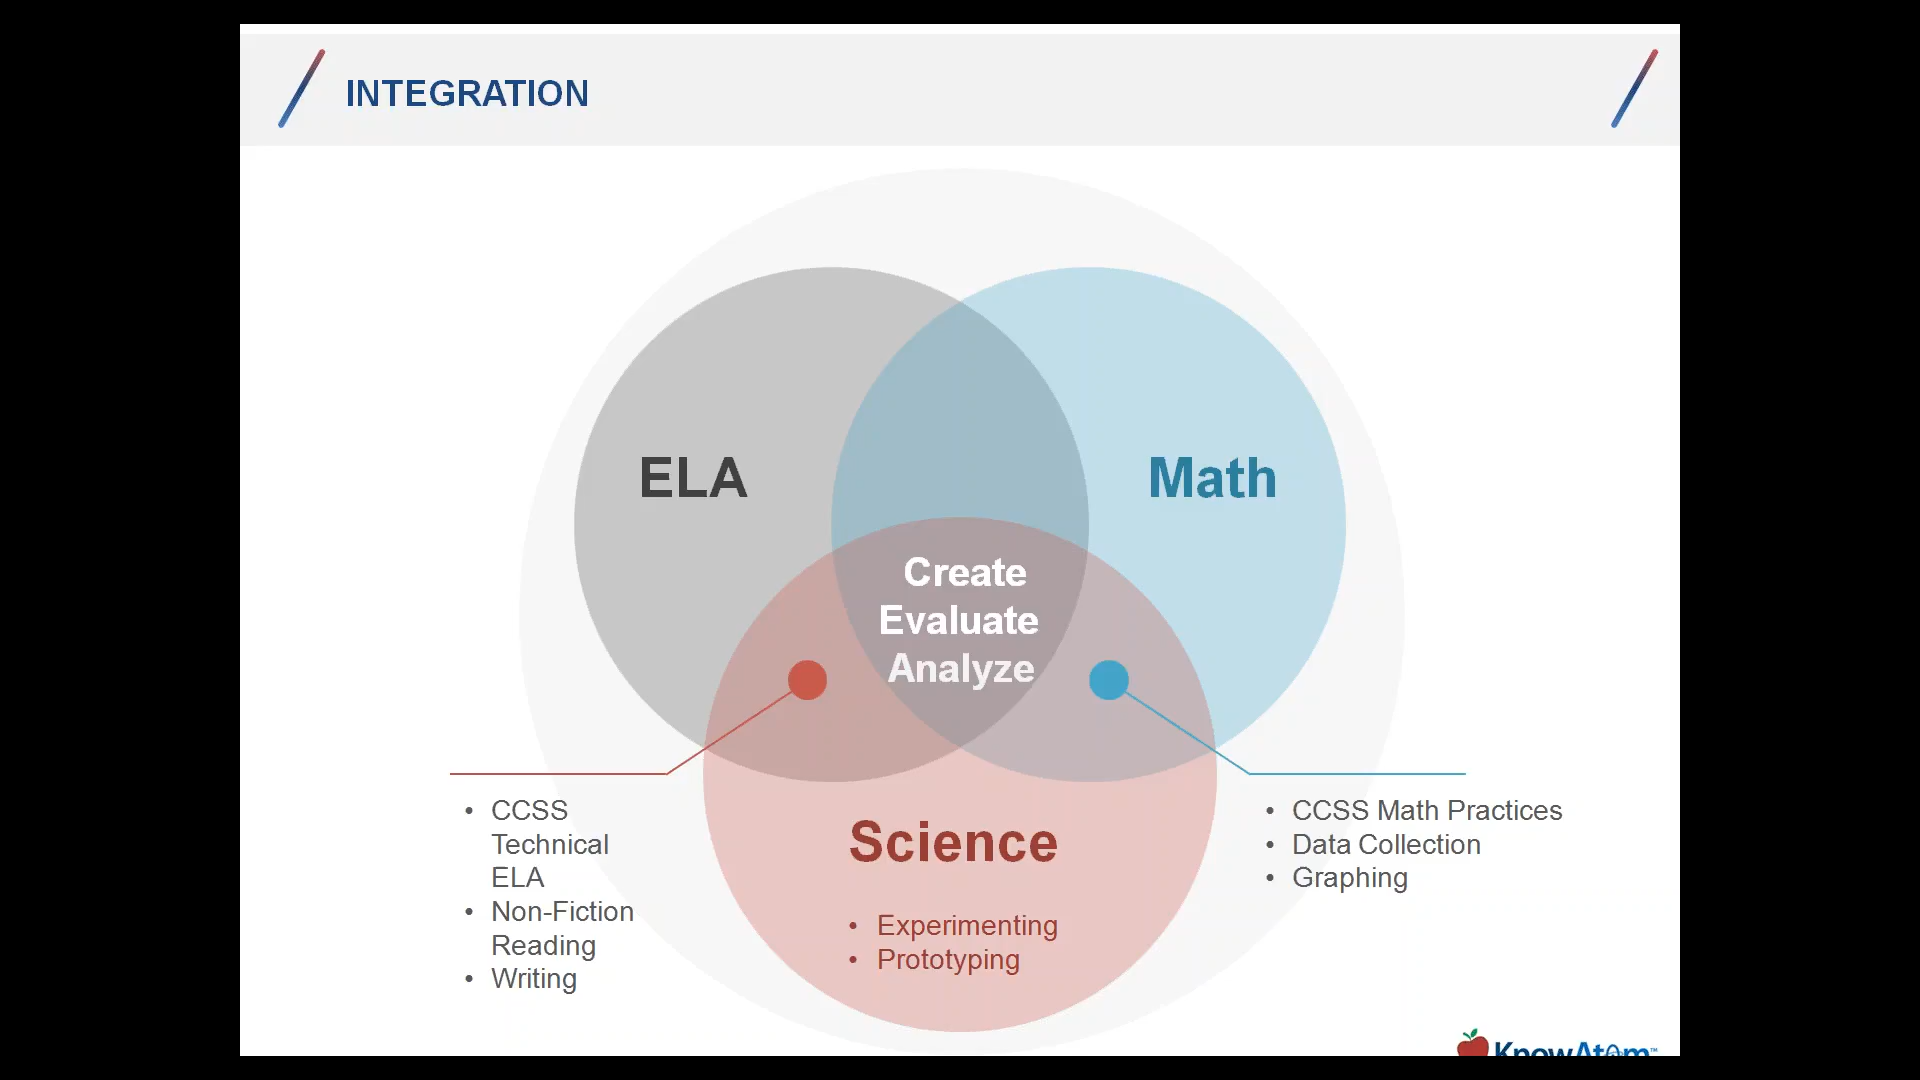 INTEGRATION
ELA
Math
Create
Evaluate
Analyze
Science
• Experimenting
• Prototyping
• CCSS
Technical
ELA
• Non-Fiction
Reading
• Writing
• CCSS Math Practices
• Data Collection
• Graphing
KnowAtom™